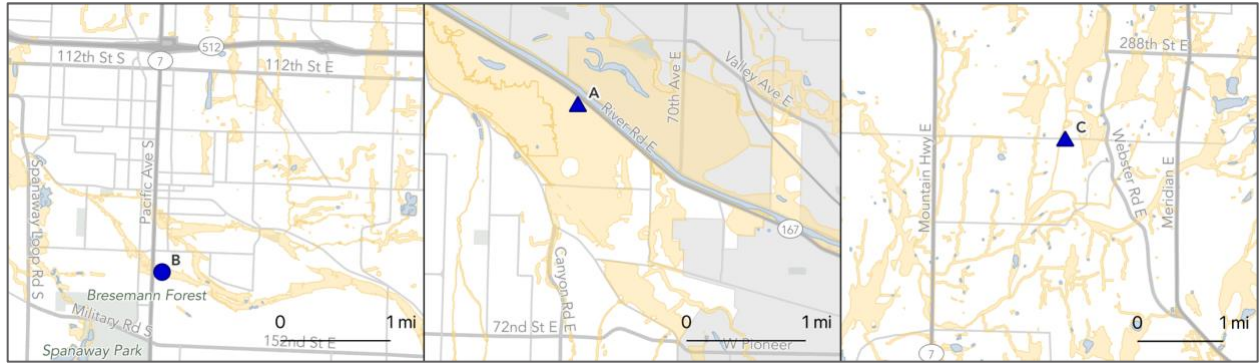 112th St S
7
512
112th St E
Spanaway Loop Rd S
Pacific Ave S
B
Bresemann Forest
Military Rd S
Spanaway Park
152nd St E
0 1 mi
A
River Rd E
70th Ave E
Valley Ave E
167
Canyon Rd E
72nd St E
W Pioneer
0 1 mi
288th St E
C
Mountain Hwy E
Webster Rd E
Meridian E
7
0 1 mi